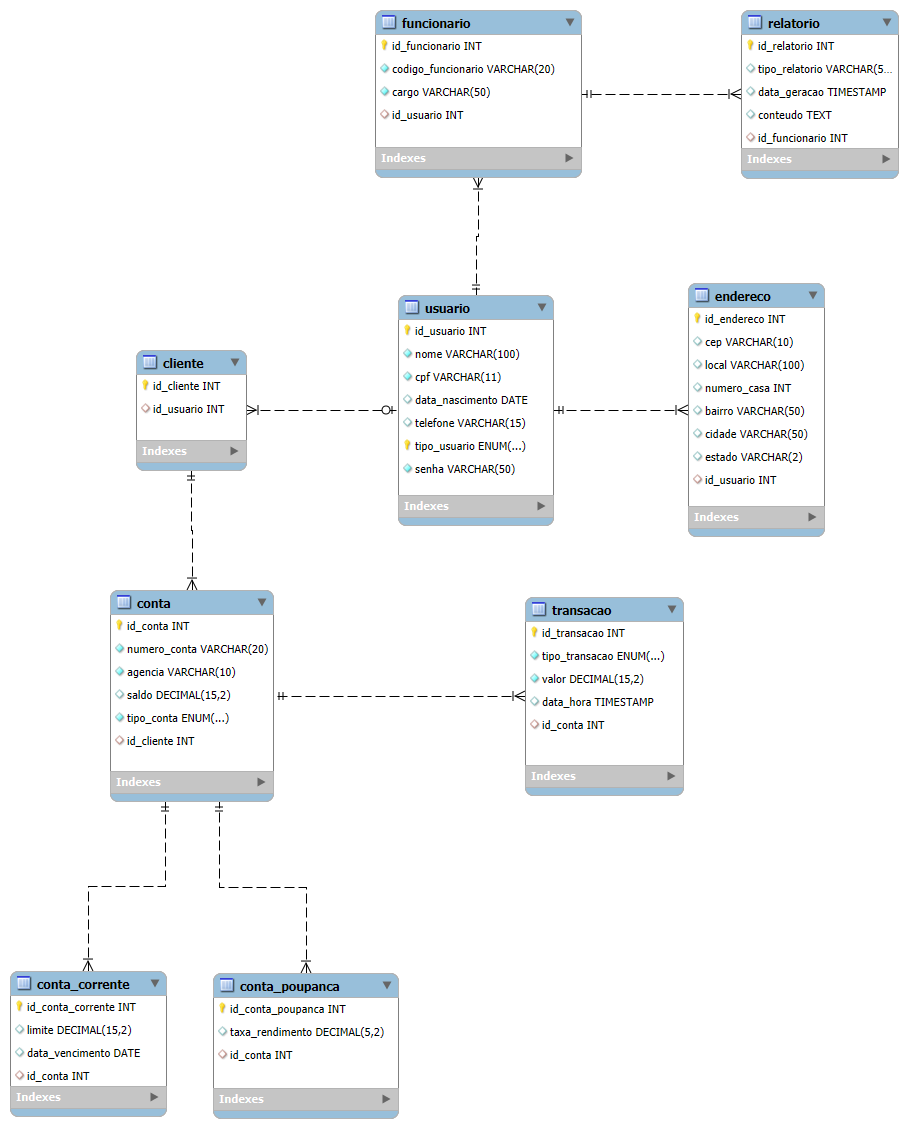 funcionario
id_funcionario INT
codigo_funcionario VARCHAR(20)
cargo VARCHAR(50)
id_usuario INT
Indexes
relatorio
id_relatorio INT
tipo_relatorio VARCHAR(5...
data_geracao TIMESTAMP
conteudo TEXT
id_funcionario INT
Indexes
usuario
id_usuario INT
nome VARCHAR(100)
cpf VARCHAR(11)
data_nascimento DATE
telefone VARCHAR(15)
tipo_usuario ENUM(...)
senha VARCHAR(50)
Indexes
endereco
id_endereco INT
cep VARCHAR(10)
local VARCHAR(100)
numero_casa INT
bairro VARCHAR(50)
cidade VARCHAR(50)
estado VARCHAR(2)
id_usuario INT
Indexes
cliente
id_cliente INT
id_usuario INT
Indexes
conta
id_conta INT
numero_conta VARCHAR(20)
agencia VARCHAR(10)
saldo DECIMAL(15,2)
tipo_conta ENUM(...)
id_cliente INT
Indexes
transacao
id_transacao INT
tipo_transacao ENUM(...)
valor DECIMAL(15,2)
data_hora TIMESTAMP
id_conta INT
Indexes
conta_corrente
id_conta_corrente INT
limite DECIMAL(15,2)
data_vencimento DATE
id_conta INT
Indexes
conta_poupanca
id_conta_poupanca INT
taxa_rendimento DECIMAL(5,2)
id_conta INT
Indexes